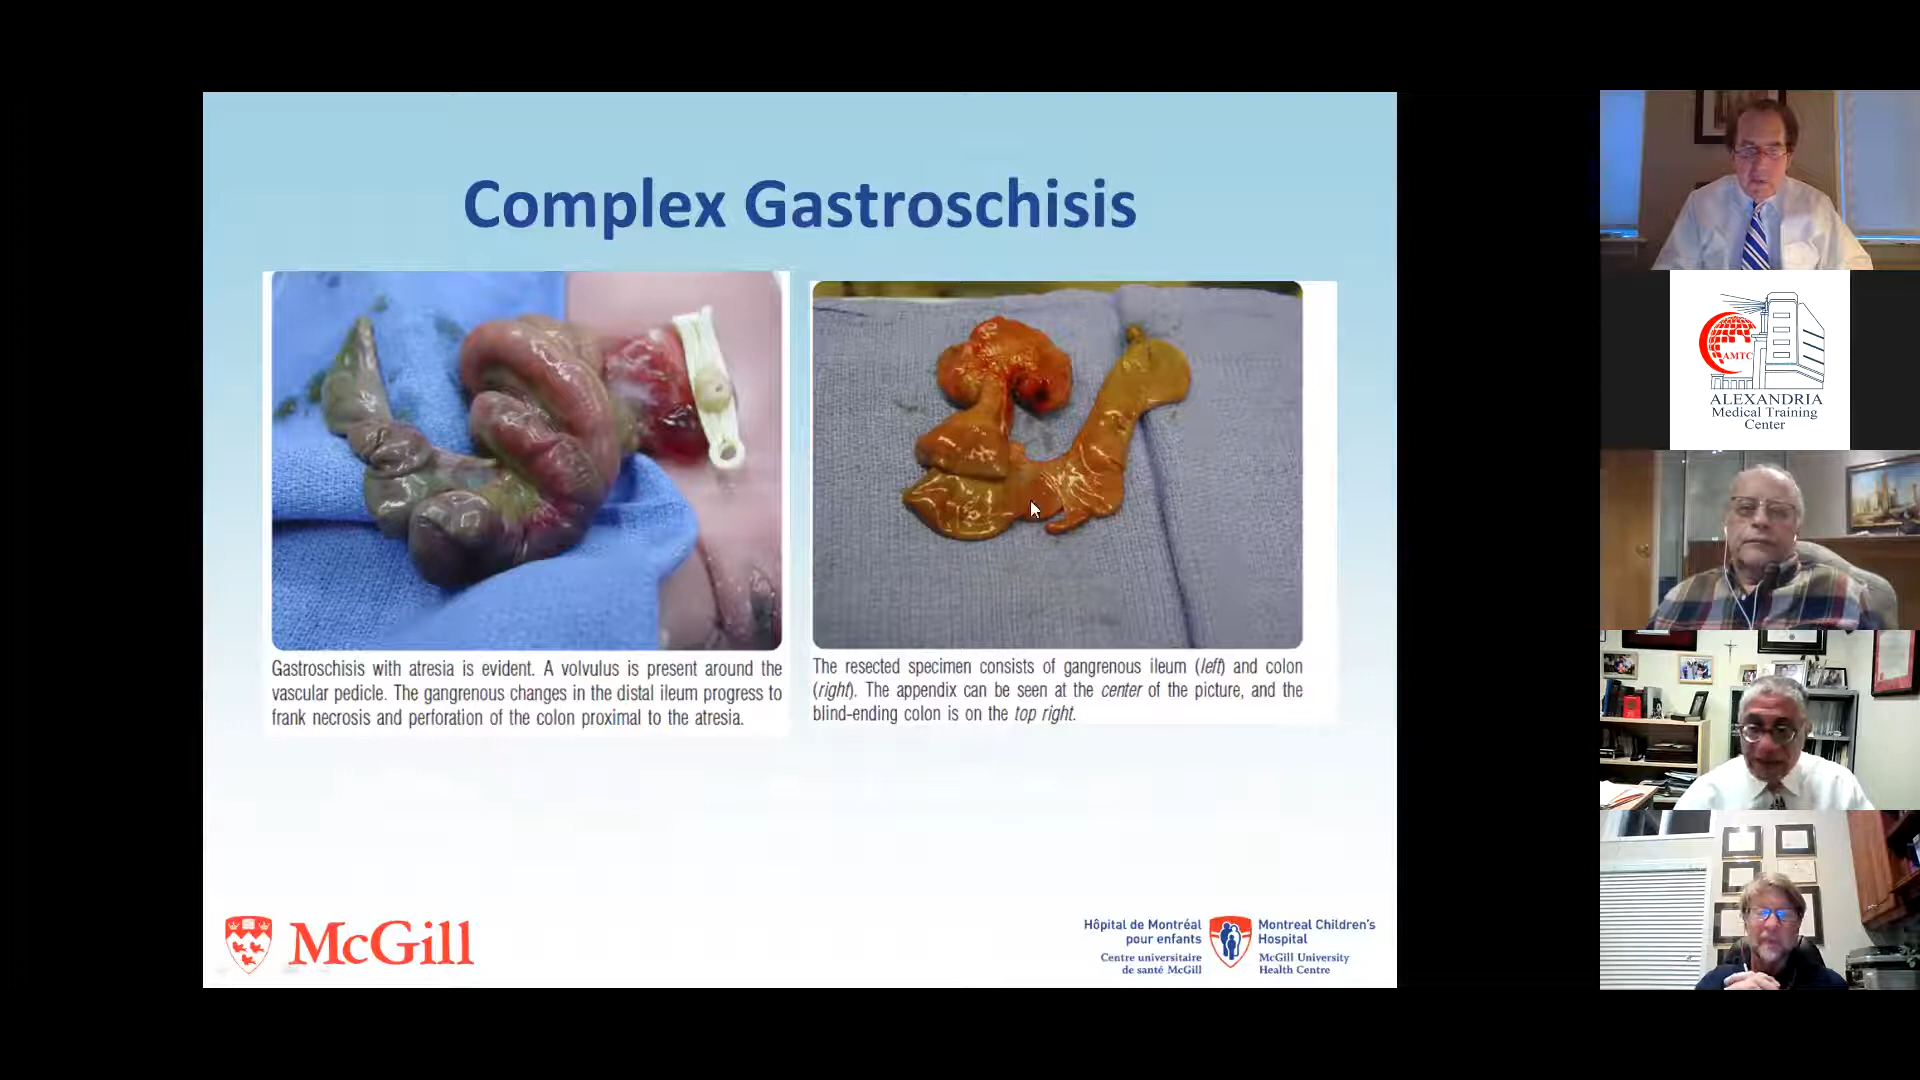 Complex Gastroschisis
Gastroschisis with atresia is evident. A volvulus is present around the
vascular pedicle. The gangrenous changes in the distal ileum progress to
frank necrosis and perforation of the colon proximal to the atresia.
The resected specimen consists of gangrenous ileum (left) and colon
(right). The appendix can be seen at the center of the picture, and the
blind-ending colon is on the top right.
McGill
Hôpital de Montréal
pour enfants
Centre universitaire
de santé McGill
Montreal Children's
Hospital
McGill University
Health Centre
AMTC
ALEXANDRIA
Medical Training
Center